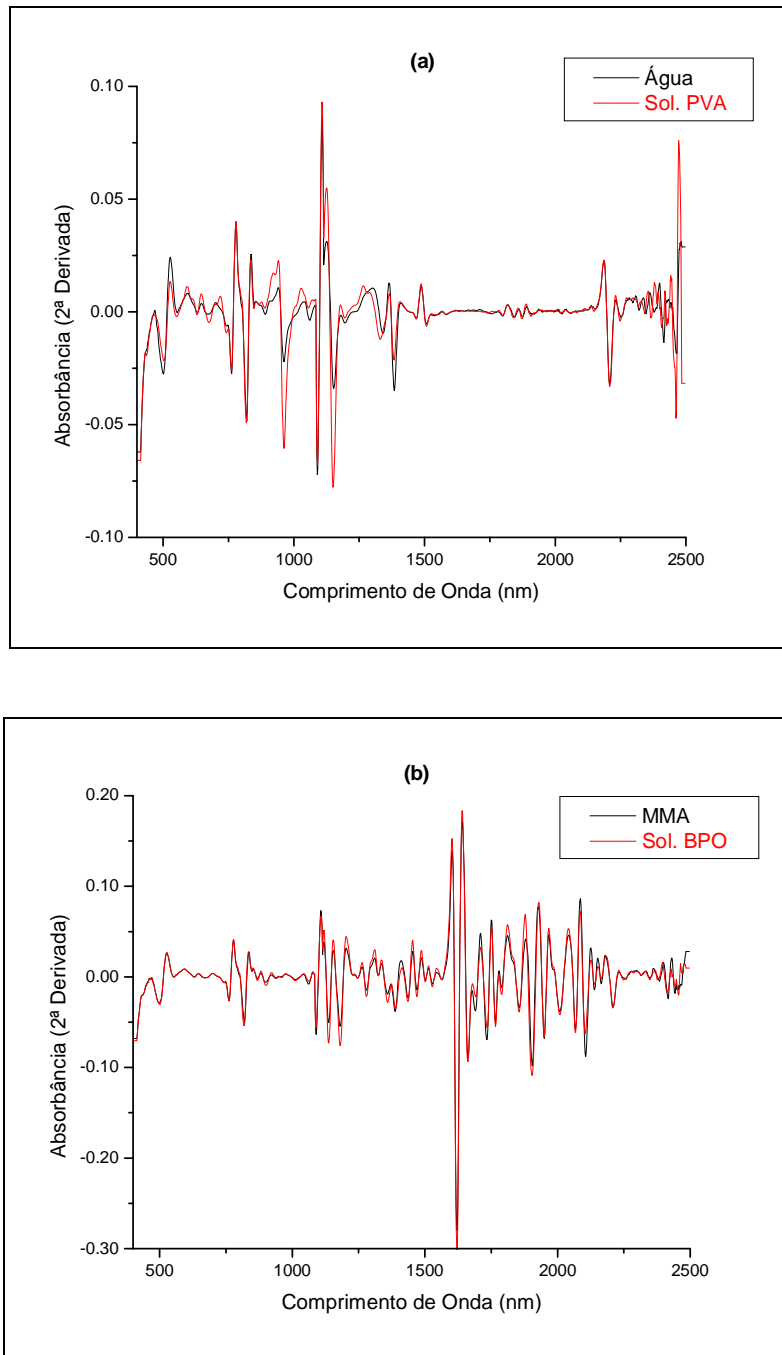 (a)
Água
Sol. PVA
0.10
0.05
0.00
-0.05
-0.10
Absorbância (2ª Derivada)
500
1000
1500
2000
2500
Comprimento de Onda (nm)
(b)
MMA
Sol. BPO
0.20
0.10
0.00
-0.10
-0.20
-0.30
Absorbância (2ª Derivada)
500
1000
1500
2000
2500
Comprimento de Onda (nm)